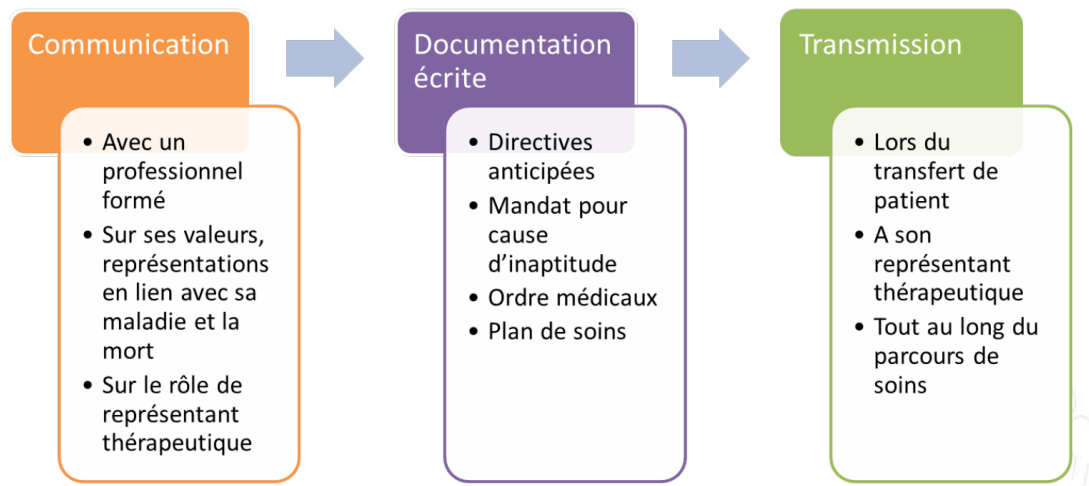 Communication
• Avec un
professionnel
formé
• Sur ses valeurs,
représentations
en lien avec sa
maladie et la
mort
• Sur le rôle de
représentant
thérapeutique
Documentation
écrite
• Directives
anticipées
• Mandat pour
cause
d’inaptitude
• Ordre médicaux
• Plan de soins
Transmission
• Lors du
transfert de
patient
• A son
représentant
thérapeutique
• Tout au long du
parcours de
soins